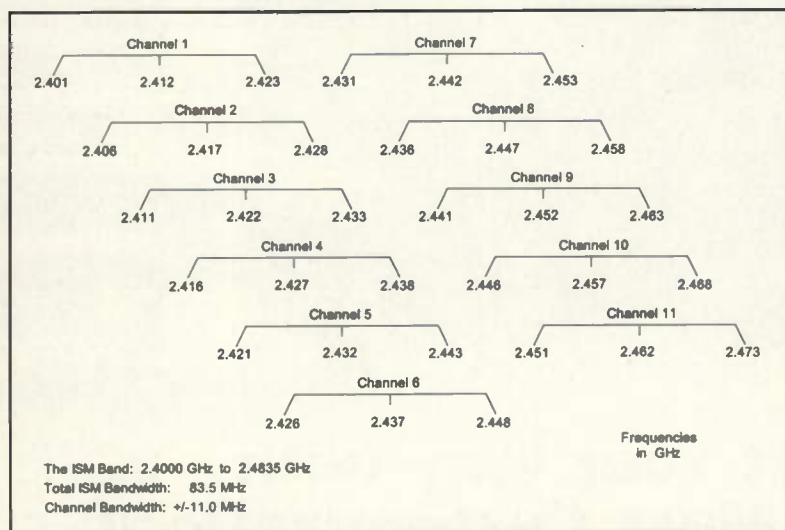 Channel 1 Channel 7
2.401 2.412 2.423 2.431 2.442 2.453
Channel 2 Channel 8
2.406 2.417 2.428 2.436 2.447 2.458
Channel 3 Channel 9
2.411 2.422 2.433 2.441 2.452 2.463
Channel 4 Channel 10
2.416 2.427 2.438 2.446 2.457 2.468
Channel 5 Channel 11
2.421 2.432 2.443 2.451 2.462 2.473
Channel 6
2.426 2.437 2.448
Frequencies
in GHz
The ISM Band: 2.4000 GHz to 2.4835 GHz
Total ISM Bandwidth: 83.5 MHz
Channel Bandwidth: +/-11.0 MHz